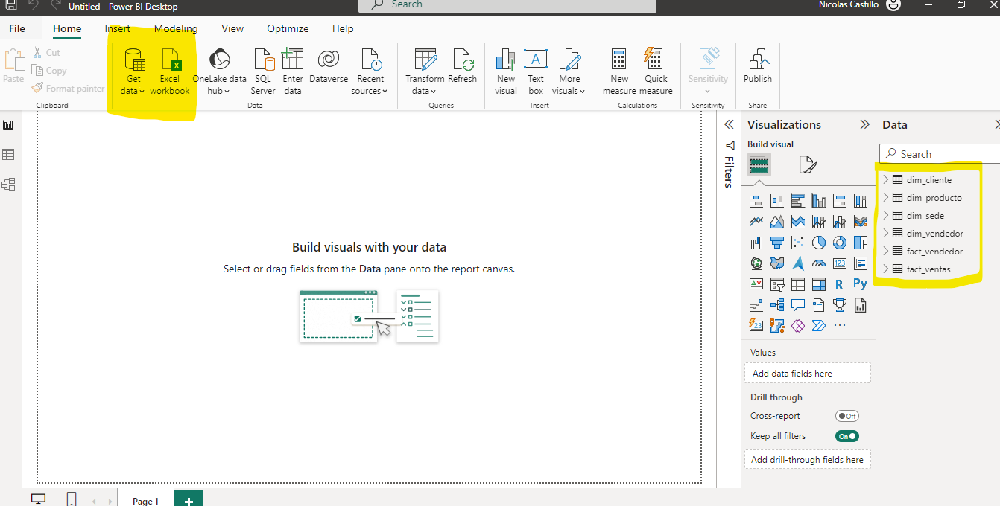 Untitled - Power BI Desktop
Search
Nicolas Castillo
File Home Insert Modeling View Optimize Help
Paste
Cut
Copy
Format painter
Clipboard
Get data
Excel workbook
OneLake data hub
SQL Server
Enter data
Dataverse
Recent sources
Data
Transform data
Refresh
Queries
New visual
Text box
More visuals
Insert
New measure
Quick measure
Calculations
Sensitivity
Sensitivity
Publish
Share
Build visuals with your data
Select or drag fields from the Data pane onto the report canvas.
Filters
Visualizations
Build visual
123
R
Py
123
Values
Add data fields here
Drill through
Cross-report
Off
Keep all filters
On
Add drill-through fields here
Data
Search
dim_cliente
dim_producto
dim_sede
dim_vendedor
fact_vendedor
fact_ventas
Page 1